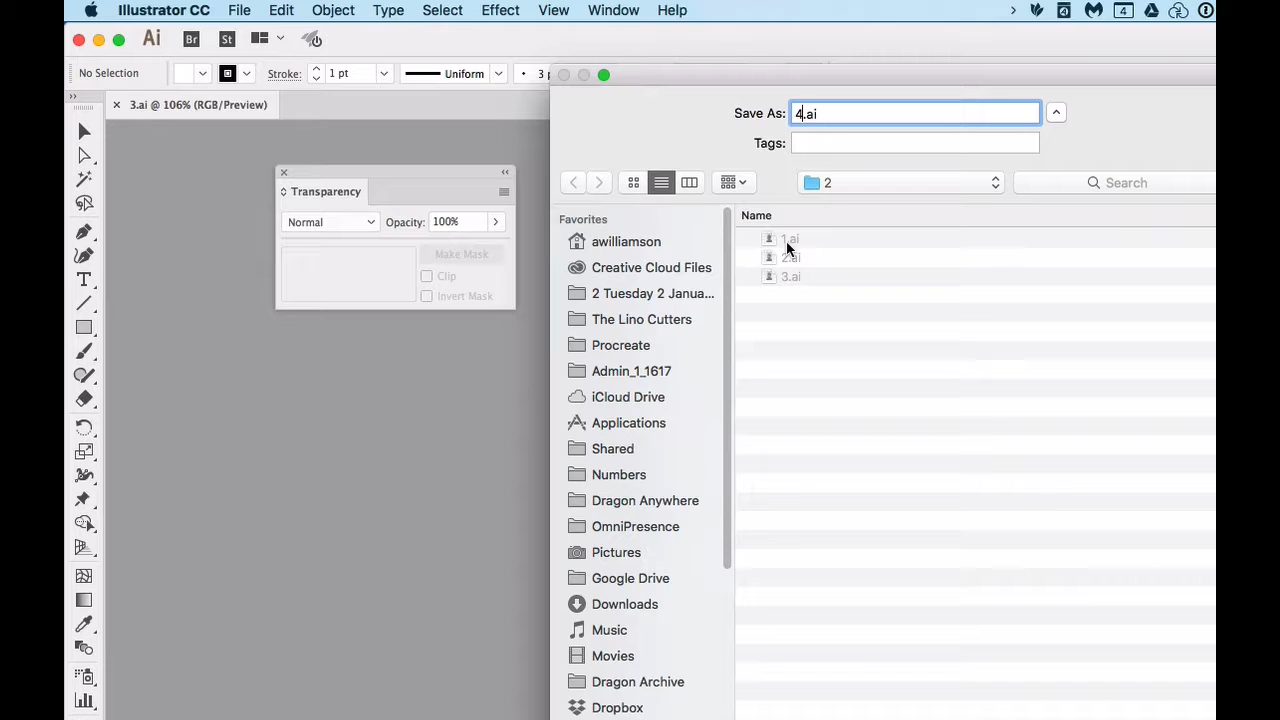 Illustrator CC File Edit Object Type Select Effect View Window Help
4
Ai Br St
No Selection Stroke: 1 pt Uniform 3 p
3.ai @ 106% (RGB/Preview)
Save As: 4.ai
Tags:
2
Search
Transparency
Normal Opacity: 100%
Make Mask
Clip
Invert Mask
Favorites
awilliamson
Creative Cloud Files
2 Tuesday 2 Janua...
The Lino Cutters
Procreate
Admin_1_1617
iCloud Drive
Applications
Shared
Numbers
Dragon Anywhere
OmniPresence
Pictures
Google Drive
Downloads
Music
Movies
Dragon Archive
Dropbox
Name
1.ai
2.ai
3.ai